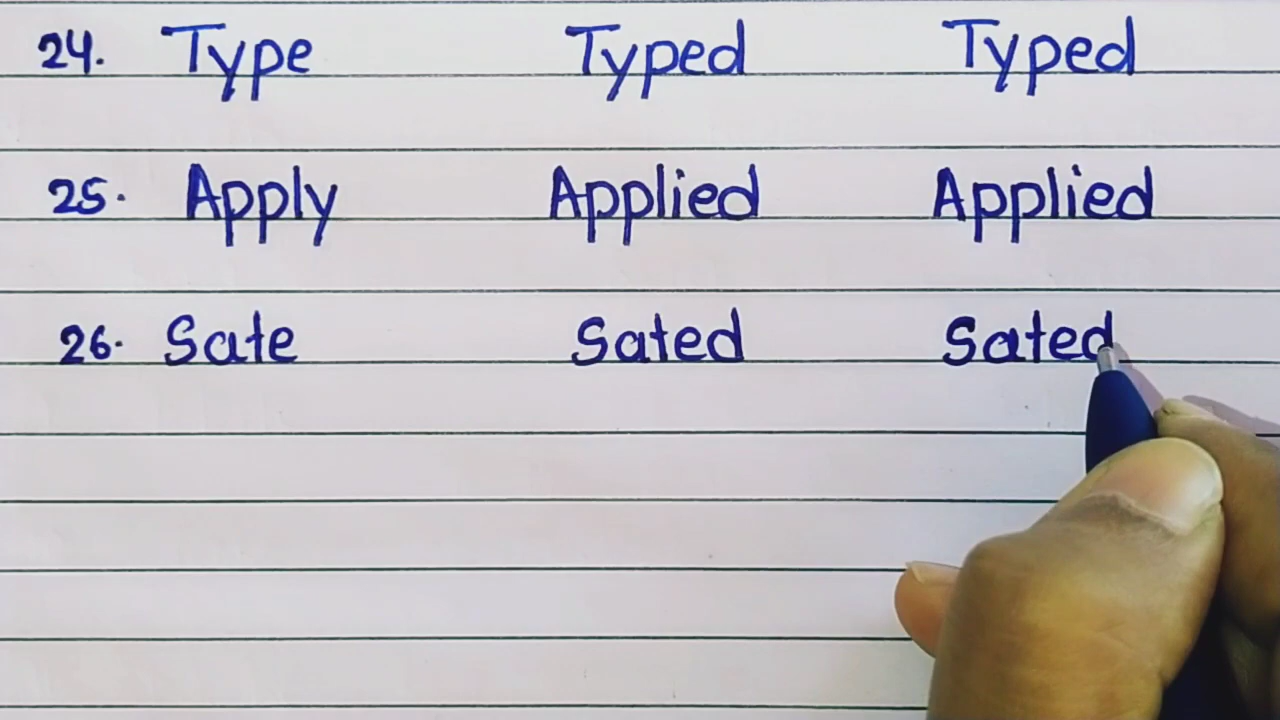 24. Type Typed Typed
25. Apply Applied Applied
26. Sate Sated Sated